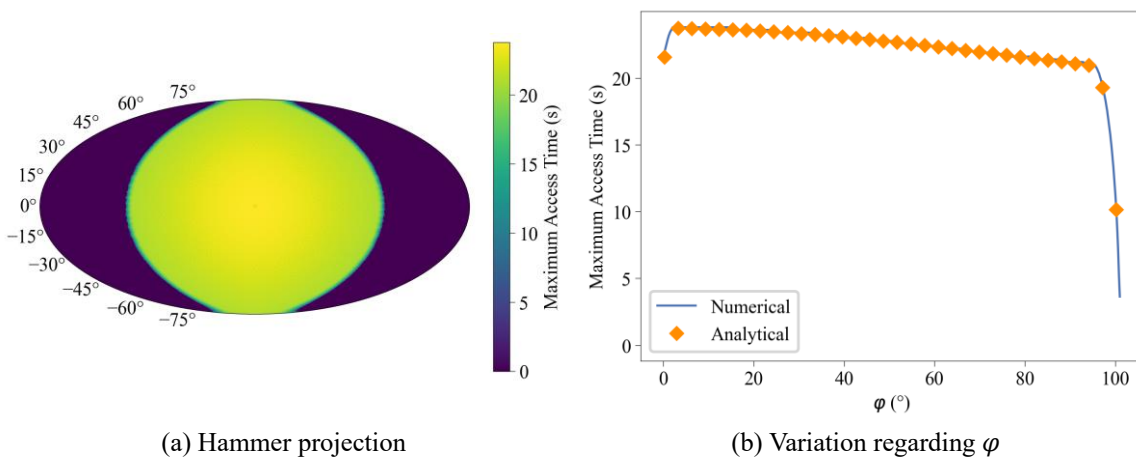 75°
60°
45°
30°
15°
0°
−15°
−30°
−45°
−60°
−75°
20
15
10
5
0
Maximum Access Time (s)
(a) Hammer projection
Maximum Access Time (s)
20
15
10
5
0
Numerical
Analytical
0 20 40 60 80 100
φ (°)
(b) Variation regarding φ